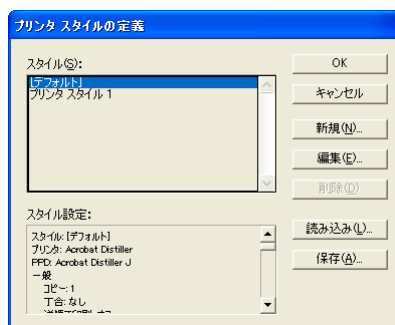 プリンタ スタイルの定義
スタイル(S):
[デフォルト]
プリンタ スタイル 1
OK
キャンセル
新規(N)...
編集(E)...
削除(D)
スタイル設定:
スタイル: [デフォルト]
プリンタ: Acrobat Distiller
PPD: Acrobat Distiller J
一般
コピー: 1
丁合: なし
読み込み(L)...
保存(A)...